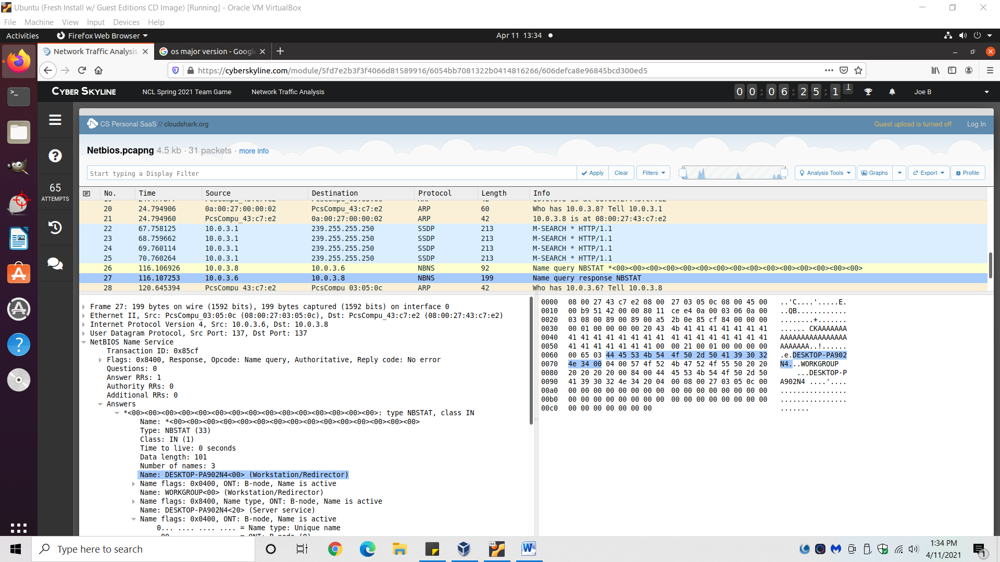 Ubuntu (Fresh Install w/ Guest Editions CD Image) [Running] - Oracle VM VirtualBox
File Machine View Input Devices Help
Activities Firefox Web Browser Apr 11 13:34
Network Traffic Analysis os major version - Google
https://cyberskyline.com/module/5fd7e2b3f3f4066d81589916/6054bb7081322b0414816266/606defca8e96845bcd300ed5
CYBER SKYLINE NCL Spring 2021 Team Game Network Traffic Analysis 00:06:25:11 Joe B
65
ATTEMPTS
CS Personal SaaS // cloudshark.org Guest upload is turned off Log In
Netbios.pcapng 4.5 kb · 31 packets · more info
Start typing a Display Filter Apply Clear Filters Analysis Tools Graphs Export Profile
No. Time Source Destination Protocol Length Info
20 24.794906 0a:00:27:00:00:02 PcsCompu_43:c7:e2 ARP 60 Who has 10.0.3.8? Tell 10.0.3.1
21 24.794960 PcsCompu_43:c7:e2 0a:00:27:00:00:02 ARP 42 10.0.3.8 is at 08:00:27:43:c7:e2
22 67.758125 10.0.3.1 239.255.255.250 SSDP 213 M-SEARCH * HTTP/1.1
23 68.759662 10.0.3.1 239.255.255.250 SSDP 213 M-SEARCH * HTTP/1.1
24 69.760114 10.0.3.1 239.255.255.250 SSDP 213 M-SEARCH * HTTP/1.1
25 70.760264 10.0.3.1 239.255.255.250 SSDP 213 M-SEARCH * HTTP/1.1
26 116.106926 10.0.3.8 10.0.3.6 NBNS 92 Name query NBSTAT *<00><00><00><00><00><00><00><00><00><00><00><00><00><00><00>
27 116.107253 10.0.3.6 10.0.3.8 NBNS 199 Name query response NBSTAT
28 120.645394 PcsCompu_43:c7:e2 PcsCompu_03:05:0c ARP 42 Who has 10.0.3.6? Tell 10.0.3.8
Frame 27: 199 bytes on wire (1592 bits), 199 bytes captured (1592 bits) on interface 0
Ethernet II, Src: PcsCompu_03:05:0c (08:00:27:03:05:0c), Dst: PcsCompu_43:c7:e2 (08:00:27:43:c7:e2)
Internet Protocol Version 4, Src: 10.0.3.6, Dst: 10.0.3.8
User Datagram Protocol, Src Port: 137, Dst Port: 137
NetBIOS Name Service
Transaction ID: 0x85cf
Flags: 0x8400, Response, Opcode: Name query, Authoritative, Reply code: No error
Questions: 0
Answer RRs: 1
Authority RRs: 0
Additional RRs: 0
Answers
*<00><00><00><00><00><00><00><00><00><00><00><00><00><00><00>: type NBSTAT, class IN
Name: *<00><00><00><00><00><00><00><00><00><00><00><00><00><00><00>
Type: NBSTAT (33)
Class: IN (1)
Time to live: 0 seconds
Data length: 101
Number of names: 3
Name: DESKTOP-PA902N4<00> (Workstation/Redirector)
Name flags: 0x0400, ONT: B-node, Name is active
Name: WORKGROUP<00> (Workstation/Redirector)
Name flags: 0x8400, Name type, ONT: B-node, Name is active
Name: DESKTOP-PA902N4<20> (Server service)
Name flags: 0x0400, ONT: B-node, Name is active
0... .... .... .... = Name type: Unique name
0000 08 00 27 43 c7 e2 08 00 27 03 05 0c 08 00 45 00 ..'C....'.....E.
0010 00 b9 51 42 00 00 80 11 ce e4 0a 00 03 06 0a 00 ..QB............
0020 03 08 00 89 00 89 00 a5 2b 0e 85 cf 84 00 00 00 ........+.......
0030 00 01 00 00 00 00 20 43 4b 41 41 41 41 41 41 41 ...... CKAAAAAAA
0040 41 41 41 41 41 41 41 41 41 41 41 41 41 41 41 41 AAAAAAAAAAAAAAAA
0050 41 41 41 41 41 41 41 00 00 21 00 01 00 00 00 00 AAAAAAA..!......
0060 00 65 03 44 45 53 4b 54 4f 50 2d 50 41 39 30 32 .e.DESKTOP-PA902
0070 4e 34 00 04 00 57 4f 52 4b 47 52 4f 55 50 20 20 N4...WORKGROUP
0080 20 20 20 20 00 84 00 44 45 53 4b 54 4f 50 2d 50 ...DESKTOP-P
0090 41 39 30 32 4e 34 20 04 00 08 00 27 03 05 0c 00 A902N4 ....'....
00a0 00 00 00 00 00 00 00 00 00 00 00 00 00 00 00 00 ................
00b0 00 00 00 00 00 00 00 00 00 00 00 00 00 00 00 00 ................
00c0 00 00 00 00 00 00 00 .......
Type here to search
64
1:34 PM
4/11/2021
1